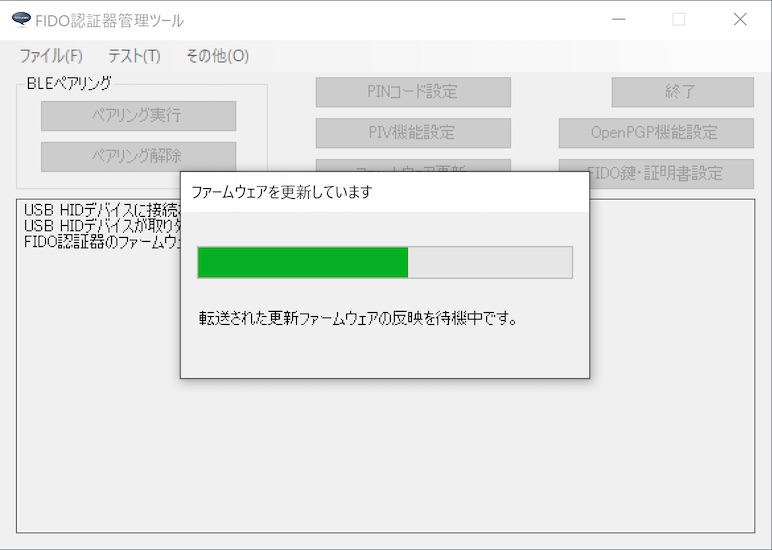 FIDO認証器管理ツール
ファイル(F) テスト(T) その他(O)
BLEペアリング
ペアリング実行
ペアリング解除
PINコード設定
終了
PIV機能設定
OpenPGP機能設定
ファームウェア更新
FIDO鍵・証明書設定
USB HIDデバイスに接続
USB HIDデバイスが取り
FIDO認証器のファームウ
ファームウェアを更新しています
転送された更新ファームウェアの反映を待機中です。